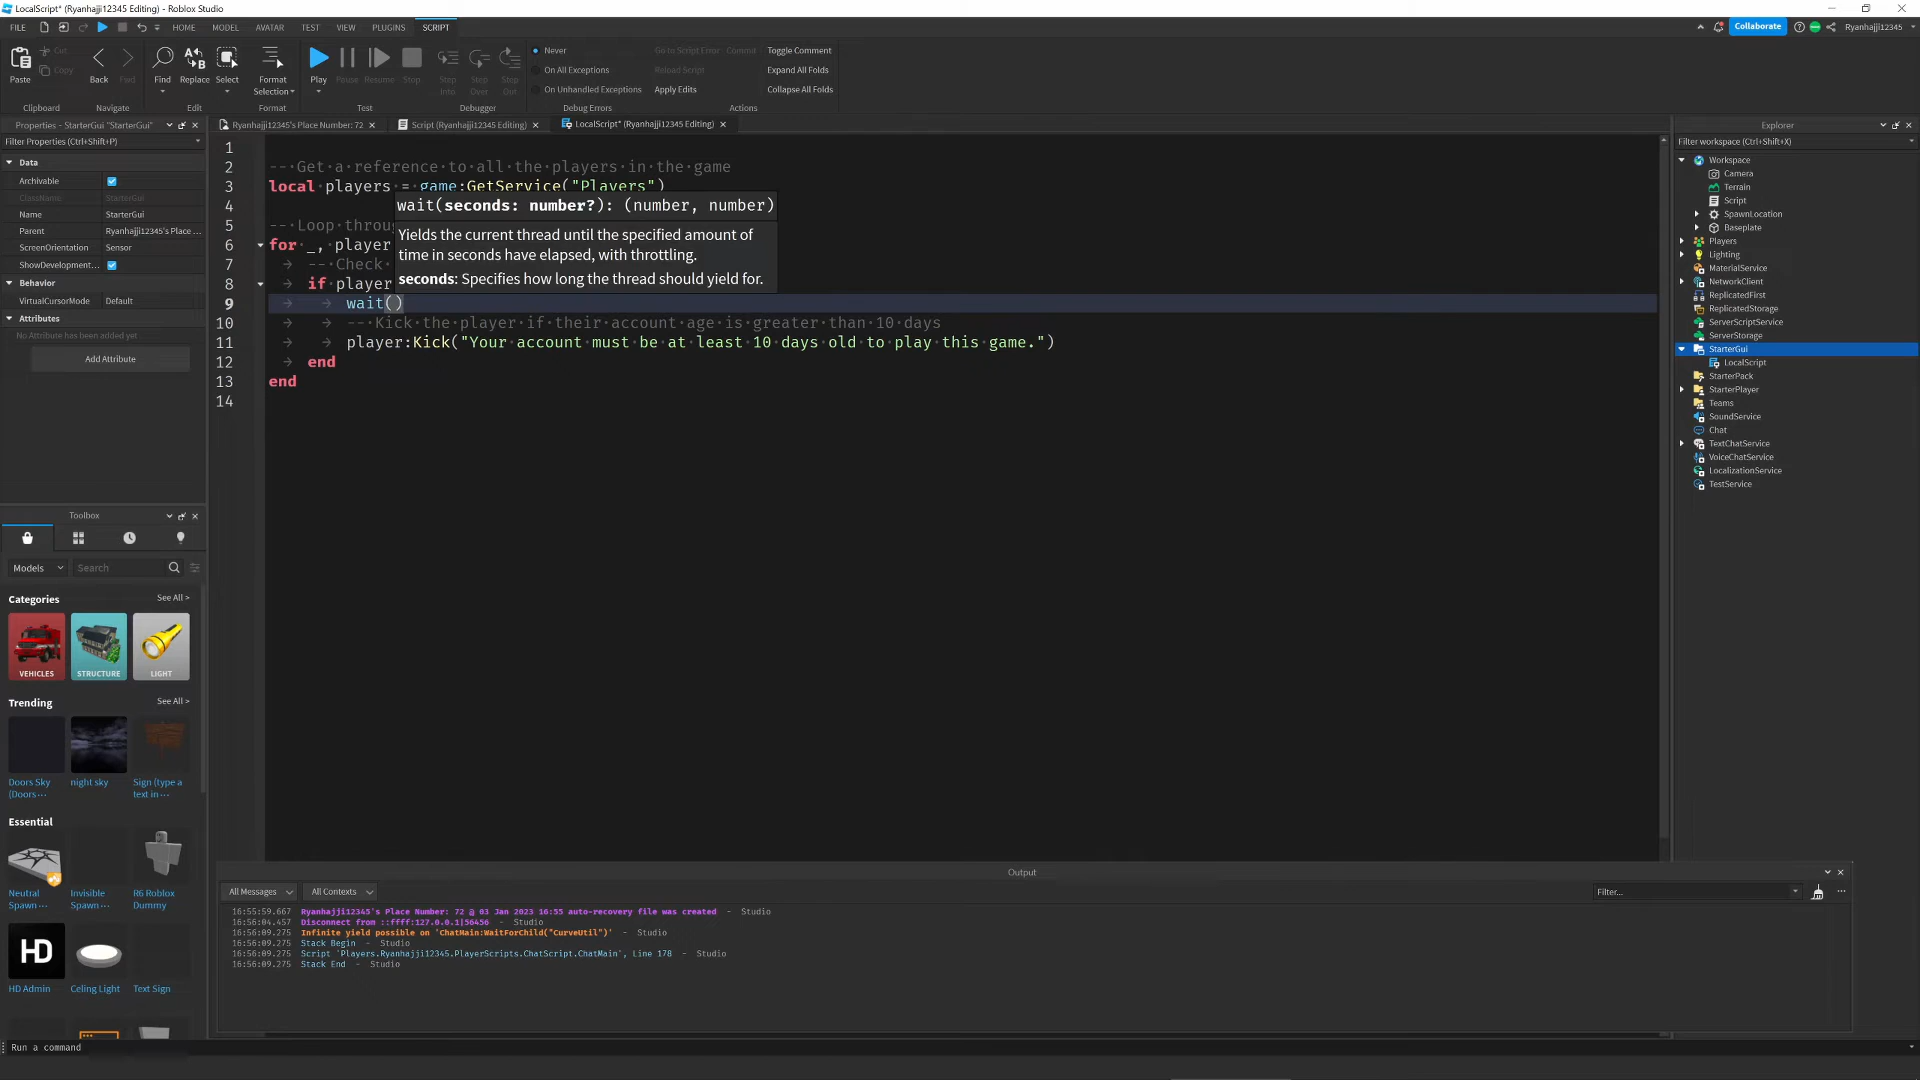 LocalScript* (Ryanhajji12345 Editing) - Roblox Studio
FILE
HOME MODEL AVATAR TEST VIEW PLUGINS SCRIPT
Collaborate
Ryanhajji12345
Paste
Cut
Copy
Back
Find
Replace
Select
Format
Selection
Play
Pause
Resume
Stop
Step
Into
Step
Over
Step
Out
Never
On All Exceptions
On Unhandled Exceptions
Go to Script Error
Commit
Reload Script
Apply Edits
Toggle Comment
Expand All Folds
Collapse All Folds
Clipboard
Navigate
Edit
Format
Test
Debugger
Debug Errors
Actions
Properties - StarterGui "StarterGui"
Filter Properties (Ctrl+Shift+P)
Data
Archivable
ClassName StarterGui
Name StarterGui
Parent Ryanhajji12345's Place ...
ScreenOrientation Sensor
ShowDevelopment...
Behavior
VirtualCursorMode Default
Attributes
No Attribute has been added yet
Add Attribute
Ryanhajji12345's Place Number: 72
Script (Ryanhajji12345 Editing)
LocalScript* (Ryanhajji12345 Editing)
1
2 -- Get a reference to all the players in the game
3 local players = game:GetService("Players")
4
5 -- Loop throu
6 for _, player
7 -- Check
8 if player
9 wait()
10 -- Kick the player if their account age is greater than 10 days
11 player:Kick("Your account must be at least 10 days old to play this game.")
12 end
13 end
14
wait(seconds: number?): (number, number)
Yields the current thread until the specified amount of
time in seconds have elapsed, with throttling.
seconds: Specifies how long the thread should yield for.
Explorer
Filter workspace (Ctrl+Shift+X)
Workspace
Camera
Terrain
Script
SpawnLocation
Baseplate
Players
Lighting
MaterialService
NetworkClient
ReplicatedFirst
ReplicatedStorage
ServerScriptService
ServerStorage
StarterGui
LocalScript
StarterPack
StarterPlayer
Teams
SoundService
Chat
TextChatService
VoiceChatService
LocalizationService
TestService
Toolbox
Models
Search
Categories
See All >
VEHICLES
STRUCTURE
LIGHT
Trending
See All >
Doors Sky
(Doors ...
night sky
Sign (type a
text in ...
Essential
Neutral
Spawn ...
Invisible
Spawn ...
R6 Roblox
Dummy
HD
HD Admin
Celing Light
Text Sign
Output
All Messages
All Contexts
Filter...
16:55:59.667 Ryanhajji12345's Place Number: 72 @ 03 Jan 2023 16:55 auto-recovery file was created - Studio
16:56:04.457 Disconnect from ::ffff:127.0.0.1|56456 - Studio
16:56:09.275 Infinite yield possible on 'ChatMain:WaitForChild("CurveUtil")' - Studio
16:56:09.275 Stack Begin - Studio
16:56:09.275 Script 'Players.Ryanhajji12345.PlayerScripts.ChatScript.ChatMain', Line 178 - Studio
16:56:09.275 Stack End - Studio
Run a command